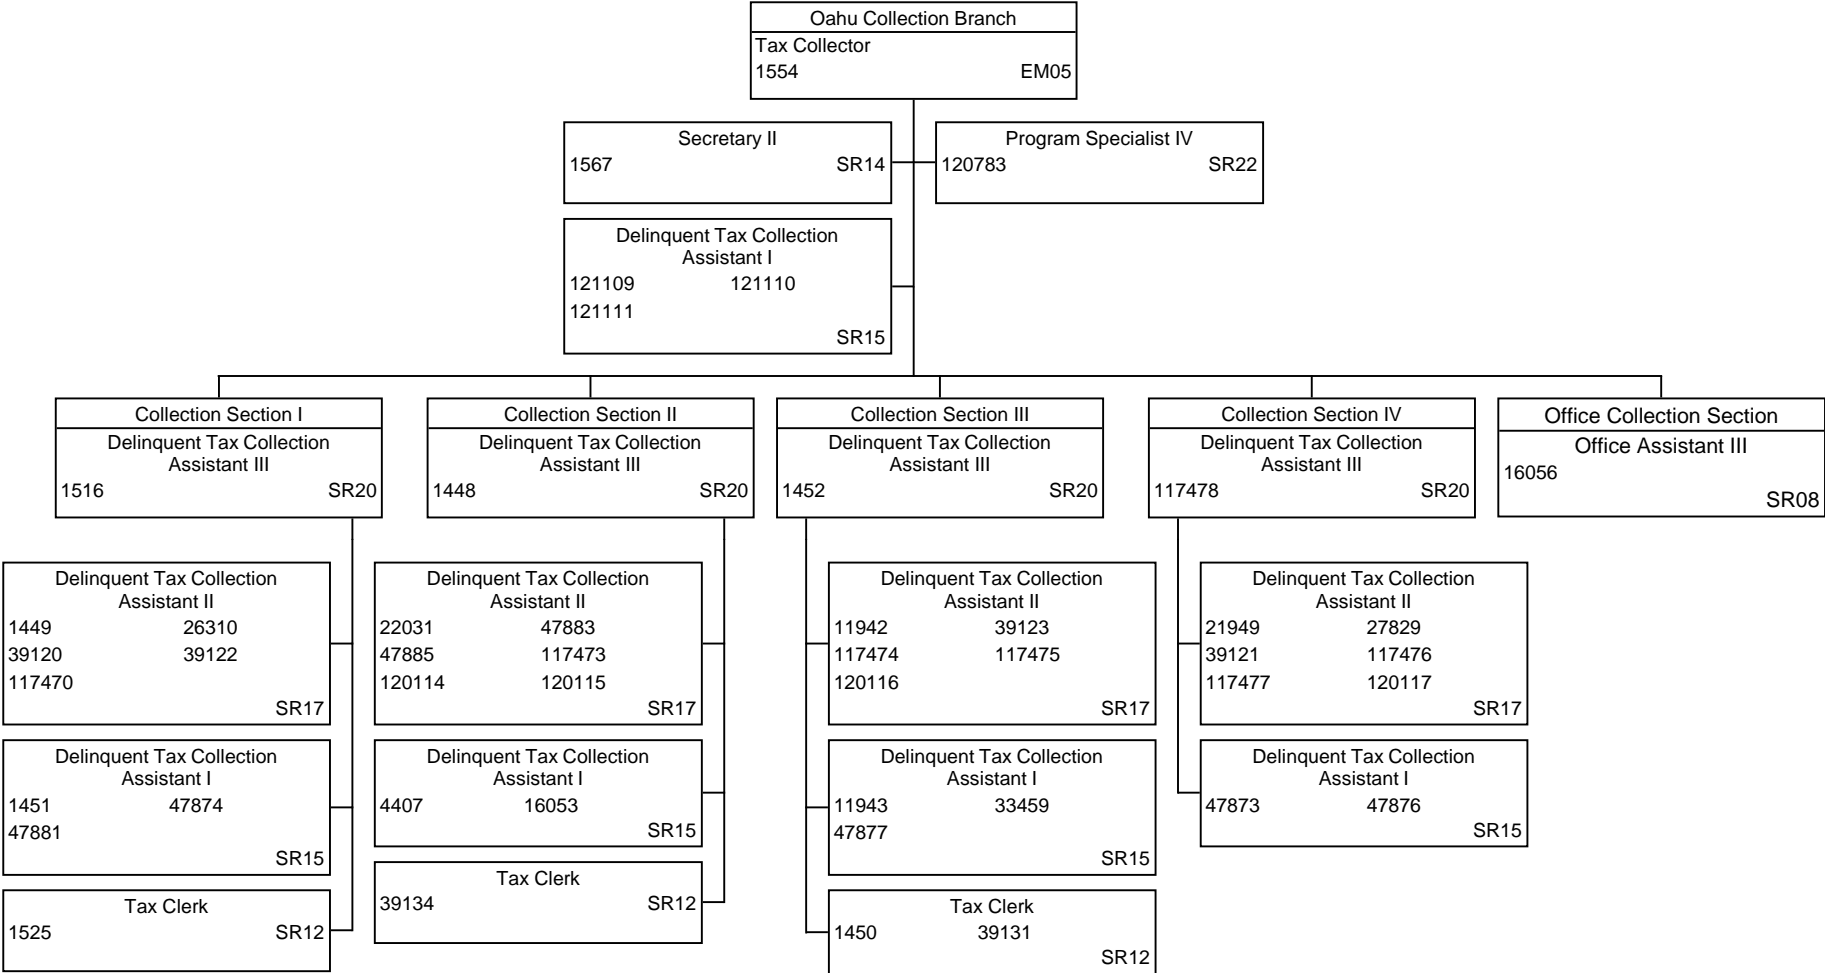 Oahu Collection Branch
Tax Collector
1554 EM05
Secretary II
1567 SR14
Program Specialist IV
120783 SR22
Delinquent Tax Collection
Assistant I
121109 121110
121111
SR15
Collection Section I
Delinquent Tax Collection
Assistant III
1516 SR20
Collection Section II
Delinquent Tax Collection
Assistant III
1448 SR20
Collection Section III
Delinquent Tax Collection
Assistant III
1452 SR20
Collection Section IV
Delinquent Tax Collection
Assistant III
117478 SR20
Office Collection Section
Office Assistant III
16056
SR08
Delinquent Tax Collection
Assistant II
1449 26310
39120 39122
117470
SR17
Delinquent Tax Collection
Assistant II
22031 47883
47885 117473
120114 120115
SR17
Delinquent Tax Collection
Assistant II
11942 39123
117474 117475
120116
SR17
Delinquent Tax Collection
Assistant II
21949 27829
39121 117476
117477 120117
SR17
Delinquent Tax Collection
Assistant I
1451 47874
47881
SR15
Delinquent Tax Collection
Assistant I
4407 16053
SR15
Delinquent Tax Collection
Assistant I
11943 33459
47877
SR15
Delinquent Tax Collection
Assistant I
47873 47876
SR15
Tax Clerk
1525 SR12
Tax Clerk
39134 SR12
Tax Clerk
1450 39131
SR12